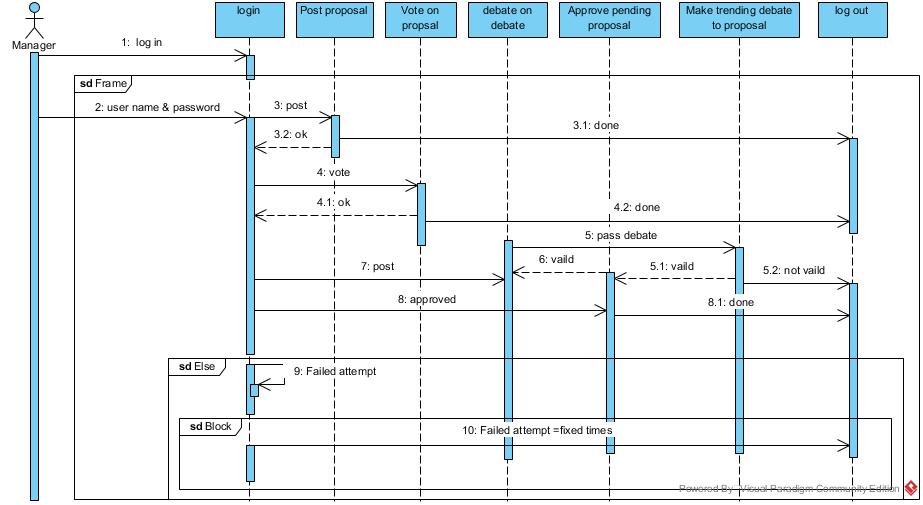 login
Post proposal
Vote on
propsal
debate on
debate
Approve pending
proposal
Make trending debate
to proposal
log out
Manager
1: log in
sd Frame
2: user name & password
3: post
3.1: done
3.2: ok
4: vote
4.1: ok
4.2: done
5: pass debate
6: vaild
5.1: vaild
5.2: not vaild
7: post
8: approved
8.1: done
sd Else
9: Failed attempt
sd Block
10: Failed attempt =fixed times
Powered By Visual Paradigm Community Edition